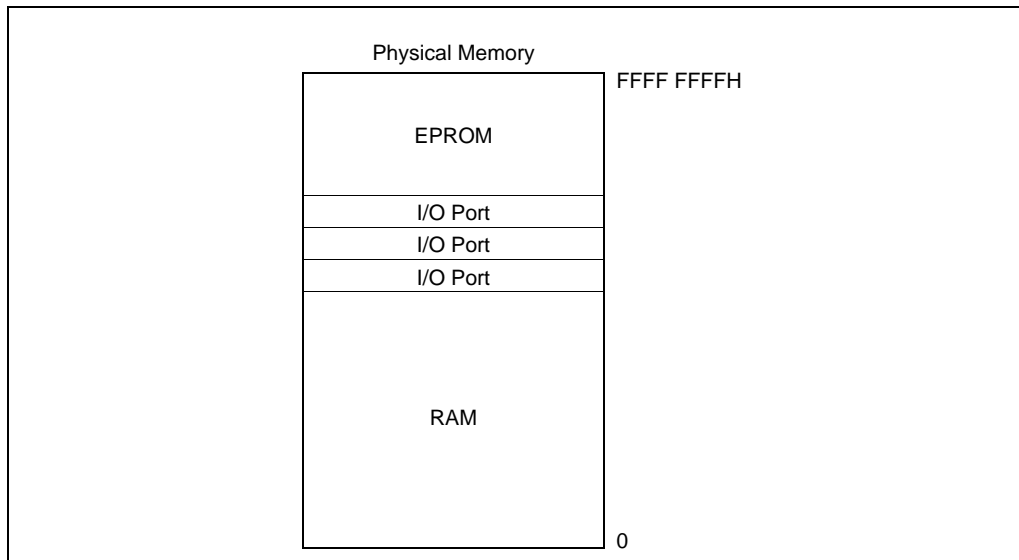 Physical Memory
FFFF FFFFH
EPROM
I/O Port
I/O Port
I/O Port
RAM
0